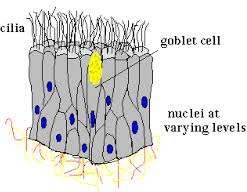 cilia
goblet cell
nuclei at
varying levels